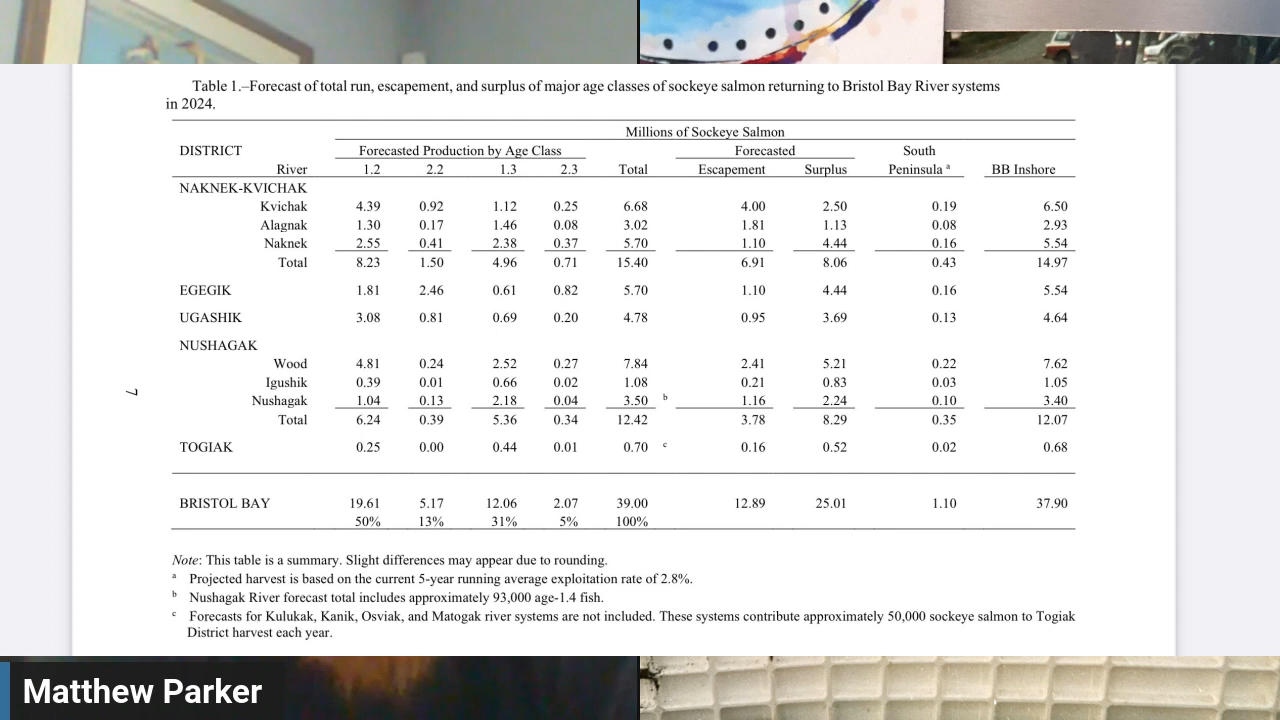 Table 1.–Forecast of total run, escapement, and surplus of major age classes of sockeye salmon returning to Bristol Bay River systems
in 2024.
Millions of Sockeye Salmon
DISTRICT Forecasted Production by Age Class Forecasted South
River 1.2 2.2 1.3 2.3 Total Escapement Surplus Peninsula a BB Inshore
NAKNEK-KVICHAK
Kvichak 4.39 0.92 1.12 0.25 6.68 4.00 2.50 0.19 6.50
Alagnak 1.30 0.17 1.46 0.08 3.02 1.81 1.13 0.08 2.93
Naknek 2.55 0.41 2.38 0.37 5.70 1.10 4.44 0.16 5.54
Total 8.23 1.50 4.96 0.71 15.40 6.91 8.06 0.43 14.97
EGEGIK 1.81 2.46 0.61 0.82 5.70 1.10 4.44 0.16 5.54
UGASHIK 3.08 0.81 0.69 0.20 4.78 0.95 3.69 0.13 4.64
NUSHAGAK
Wood 4.81 0.24 2.52 0.27 7.84 2.41 5.21 0.22 7.62
Igushik 0.39 0.01 0.66 0.02 1.08 0.21 0.83 0.03 1.05
7
Nushagak 1.04 0.13 2.18 0.04 3.50 b 1.16 2.24 0.10 3.40
Total 6.24 0.39 5.36 0.34 12.42 3.78 8.29 0.35 12.07
TOGIAK 0.25 0.00 0.44 0.01 0.70 c 0.16 0.52 0.02 0.68
BRISTOL BAY 19.61 5.17 12.06 2.07 39.00 12.89 25.01 1.10 37.90
50% 13% 31% 5% 100%
Note: This table is a summary. Slight differences may appear due to rounding.
a Projected harvest is based on the current 5-year running average exploitation rate of 2.8%.
b Nushagak River forecast total includes approximately 93,000 age-1.4 fish.
c Forecasts for Kulukak, Kanik, Osviak, and Matogak river systems are not included. These systems contribute approximately 50,000 sockeye salmon to Togiak
District harvest each year.
Matthew Parker